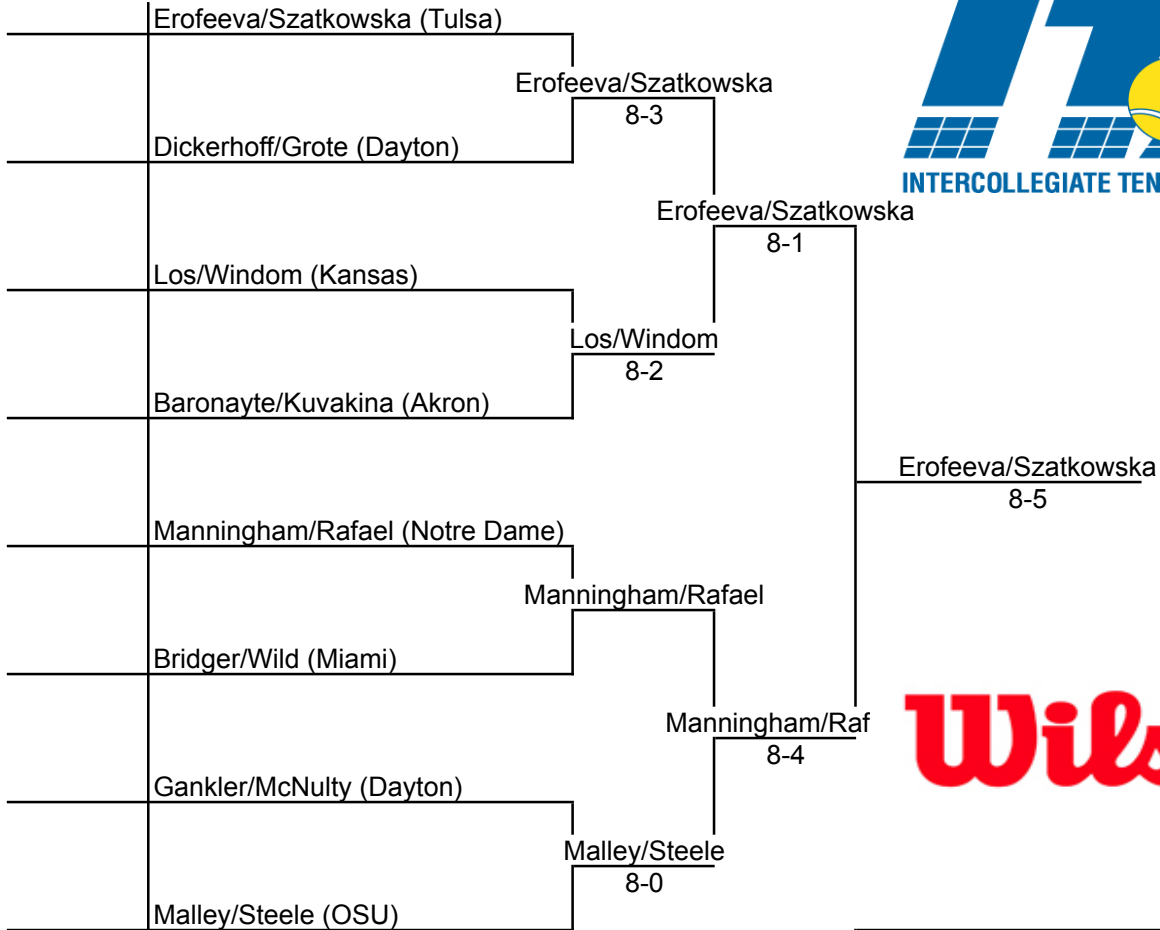 Erofeeva/Szatkowska (Tulsa)
Erofeeva/Szatkowska
8-3
Dickerhoff/Grote (Dayton)
INTERCOLLEGIATE TEN
Erofeeva/Szatkowska
8-1
Los/Windom (Kansas)
Los/Windom
8-2
Baronayte/Kuvakina (Akron)
Erofeeva/Szatkowska
8-5
Manningham/Rafael (Notre Dame)
Manningham/Rafael
Bridger/Wild (Miami)
Manningham/Raf
8-4
Wils
Gankler/McNulty (Dayton)
Malley/Steele
8-0
Malley/Steele (OSU)